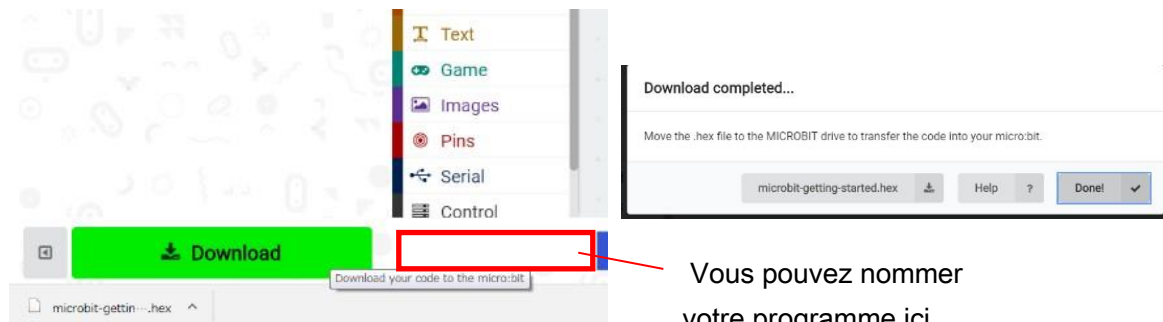 Text
Game
Images
Pins
Serial
Control
Download
Download your code to the micro:bit
microbit-gettin···.hex
Download completed...
Move the .hex file to the MICROBIT drive to transfer the code into your micro:bit.
microbit-getting-started.hex
Help ?
Done!
Vous pouvez nommer
votre programme ici